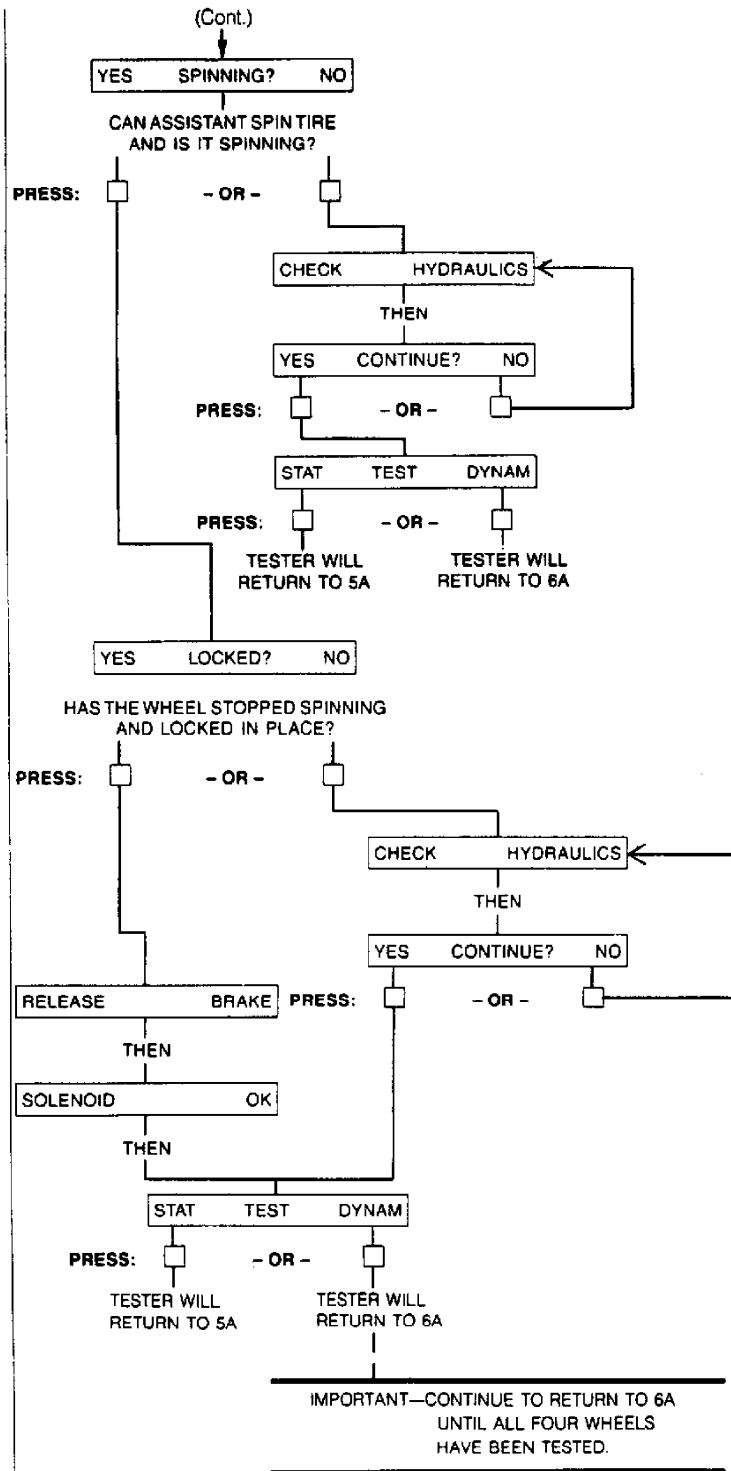 (Cont.)
YES SPINNING? NO
CAN ASSISTANT SPIN TIRE
AND IS IT SPINNING?
PRESS: – OR –
CHECK HYDRAULICS
THEN
YES CONTINUE? NO
PRESS: – OR –
STAT TEST DYNAM
PRESS: – OR –
TESTER WILL
RETURN TO 5A
TESTER WILL
RETURN TO 6A
YES LOCKED? NO
HAS THE WHEEL STOPPED SPINNING
AND LOCKED IN PLACE?
PRESS: – OR –
CHECK HYDRAULICS
THEN
YES CONTINUE? NO
PRESS: – OR –
RELEASE BRAKE
THEN
SOLENOID OK
THEN
STAT TEST DYNAM
PRESS: – OR –
TESTER WILL
RETURN TO 5A
TESTER WILL
RETURN TO 6A
IMPORTANT—CONTINUE TO RETURN TO 6A
UNTIL ALL FOUR WHEELS
HAVE BEEN TESTED.